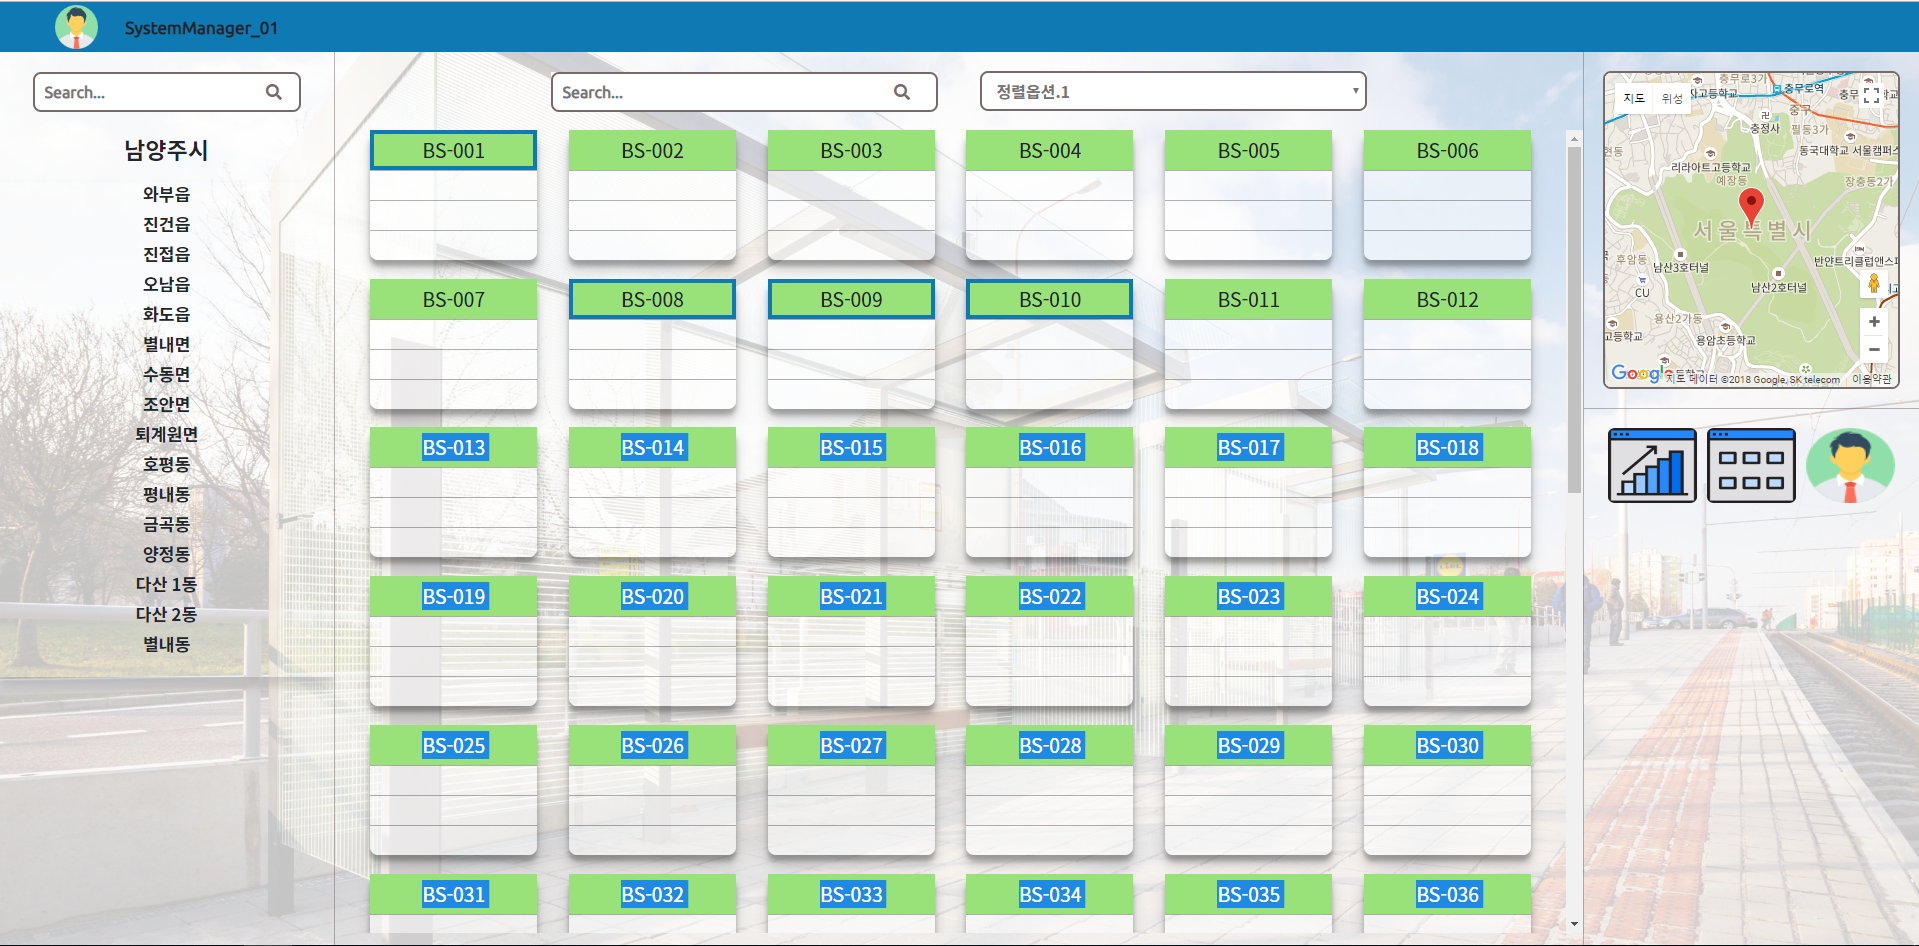 SystemManager_01
Search...
남양주시
와부읍
진건읍
진접읍
오남읍
화도읍
별내면
수동면
조안면
퇴계원면
호평동
평내동
금곡동
양정동
다산 1동
다산 2동
별내동
Search...
정렬옵션.1
BS-001 BS-002 BS-003 BS-004 BS-005 BS-006
BS-007 BS-008 BS-009 BS-010 BS-011 BS-012
BS-013 BS-014 BS-015 BS-016 BS-017 BS-018
BS-019 BS-020 BS-021 BS-022 BS-023 BS-024
BS-025 BS-026 BS-027 BS-028 BS-029 BS-030
BS-031 BS-032 BS-033 BS-034 BS-035 BS-036
충무로3가
지도 위성
자고등학교
충무로역
충무
중구
충정사
필동3가
현동
동국대학교 서울캠퍼스
리라아트고등학교
예장동
장충동2가
서울특별시
후암동
남산3호터널
반얀트리클럽앤스파
CU
남산2호터널
용산2가동
고등학교
용암초등학교
+
−
Google
지도 데이터 ©2018 Google, SK telecom 이용약관